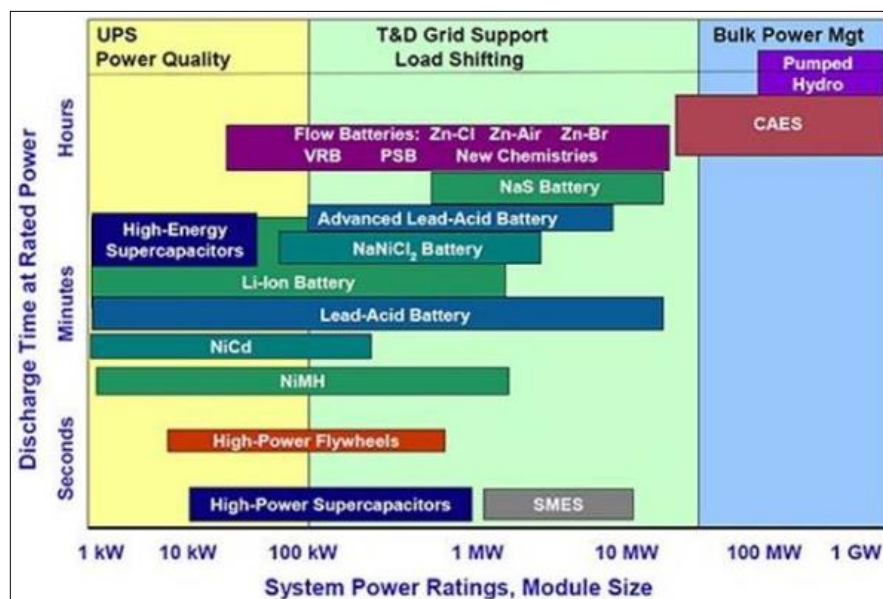 UPS
Power Quality
T&D Grid Support
Load Shifting
Bulk Power Mgt
Pumped
Hydro
CAES
Flow Batteries: Zn-Cl Zn-Air Zn-Br
VRB PSB New Chemistries
NaS Battery
Advanced Lead-Acid Battery
High-Energy
Supercapacitors
NaNiCl₂ Battery
Li-Ion Battery
Lead-Acid Battery
NiCd
NiMH
High-Power Flywheels
High-Power Supercapacitors
SMES
Discharge Time at Rated Power
Hours
Minutes
Seconds
1 kW 10 kW 100 kW 1 MW 10 MW 100 MW 1 GW
System Power Ratings, Module Size